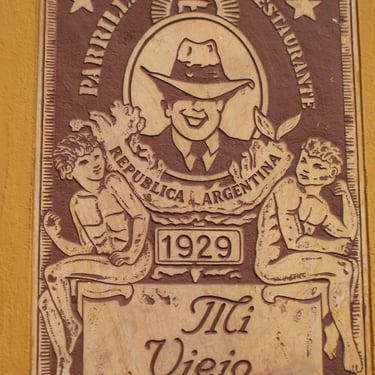 PARRILLA RESTAURANTE
REPUBLICA ARGENTINA
1929
Mi
Viejo